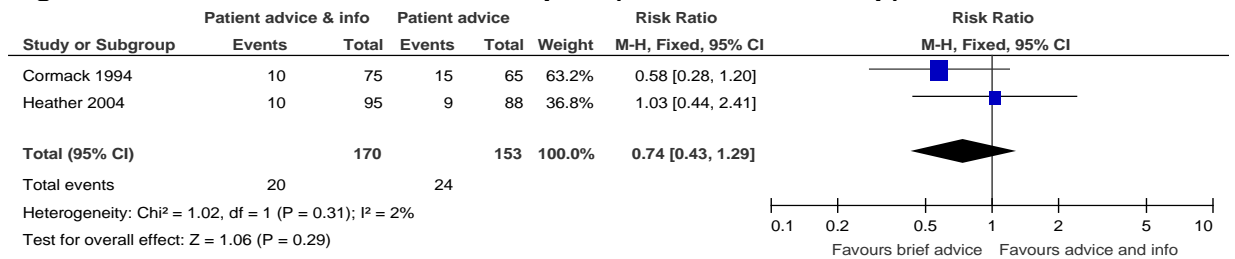 Patient advice & info Patient advice Risk Ratio Risk Ratio
Study or Subgroup Events Total Events Total Weight M-H, Fixed, 95% CI M-H, Fixed, 95% CI
Cormack 1994 10 75 15 65 63.2% 0.58 [0.28, 1.20]
Heather 2004 10 95 9 88 36.8% 1.03 [0.44, 2.41]
Total (95% CI) 170 153 100.0% 0.74 [0.43, 1.29]
Total events 20 24
Heterogeneity: Chi² = 1.02, df = 1 (P = 0.31); I² = 2%
Test for overall effect: Z = 1.06 (P = 0.29)
0.1 0.2 0.5 1 2 5 10
Favours brief advice Favours advice and info